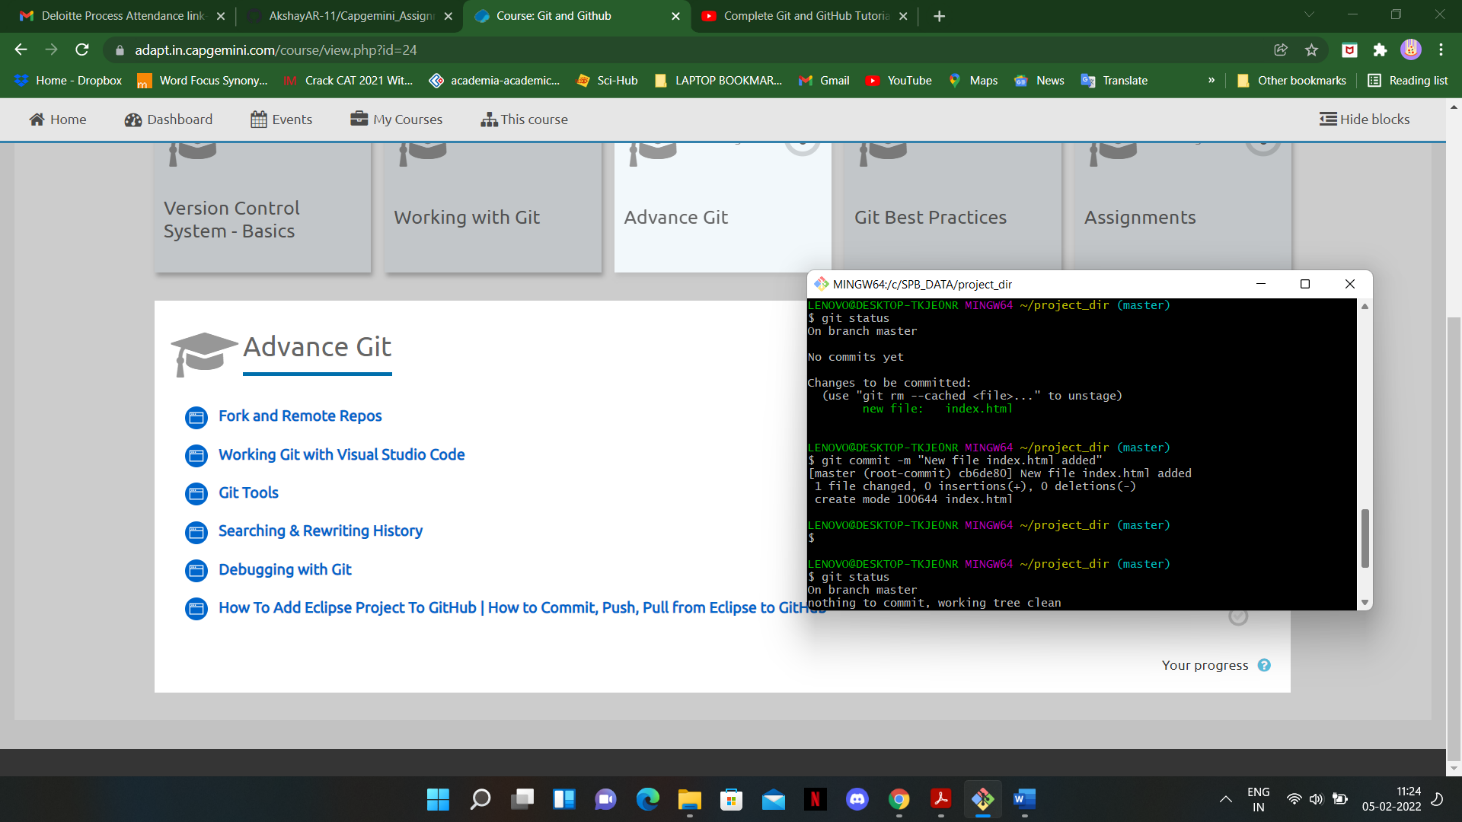 Deloitte Process Attendance link
AkshayAR-11/Capgemini_Assign
Course: Git and Github
Complete Git and GitHub Tutoria
adapt.in.capgemini.com/course/view.php?id=24
Home - Dropbox
Word Focus Synony...
Crack CAT 2021 Wit...
academia-academic...
Sci-Hub
LAPTOP BOOKMAR...
Gmail
YouTube
Maps
News
Translate
»
Other bookmarks
Reading list
Home
Dashboard
Events
My Courses
This course
Hide blocks
Version Control
System - Basics
Working with Git
Advance Git
Git Best Practices
Assignments
Advance Git
Fork and Remote Repos
Working Git with Visual Studio Code
Git Tools
Searching & Rewriting History
Debugging with Git
How To Add Eclipse Project To GitHub | How to Commit, Push, Pull from Eclipse to GitHub
Your progress
MINGW64:/c/SPB_DATA/project_dir
LENOVO@DESKTOP-TKJE0NR MINGW64 ~/project_dir (master)
$ git status
On branch master
No commits yet
Changes to be committed:
(use "git rm --cached <file>..." to unstage)
new file:   index.html
LENOVO@DESKTOP-TKJE0NR MINGW64 ~/project_dir (master)
$ git commit -m "New file index.html added"
[master (root-commit) cb6de80] New file index.html added
1 file changed, 0 insertions(+), 0 deletions(-)
create mode 100644 index.html
LENOVO@DESKTOP-TKJE0NR MINGW64 ~/project_dir (master)
$
LENOVO@DESKTOP-TKJE0NR MINGW64 ~/project_dir (master)
$ git status
On branch master
nothing to commit, working tree clean
ENG
IN
11:24
05-02-2022